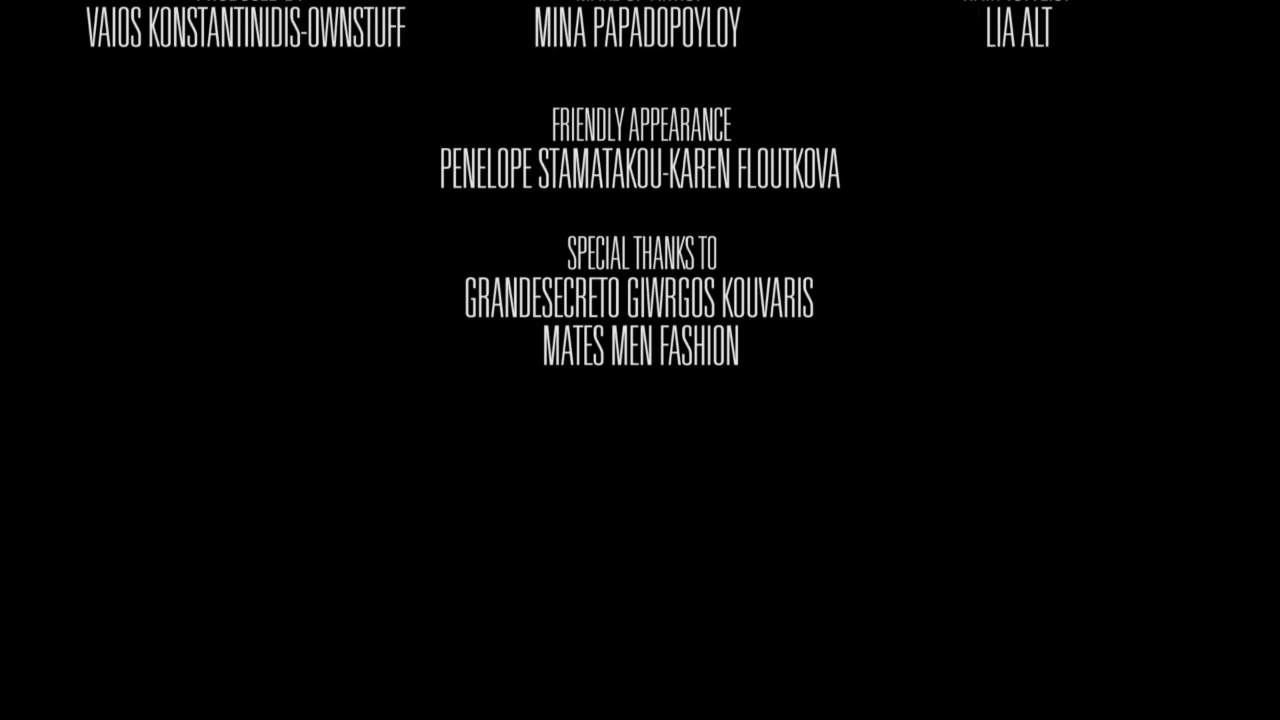 VAIOS KONSTANTINIDIS-OWNSTUFF
MINA PAPADOPOYLOY
LIA ALT
FRIENDLY APPEARANCE
PENELOPE STAMATAKOU-KAREN FLOUTKOVA
SPECIAL THANKS TO
GRANDESECRETO GIWRGOS KOUVARIS
MATES MEN FASHION